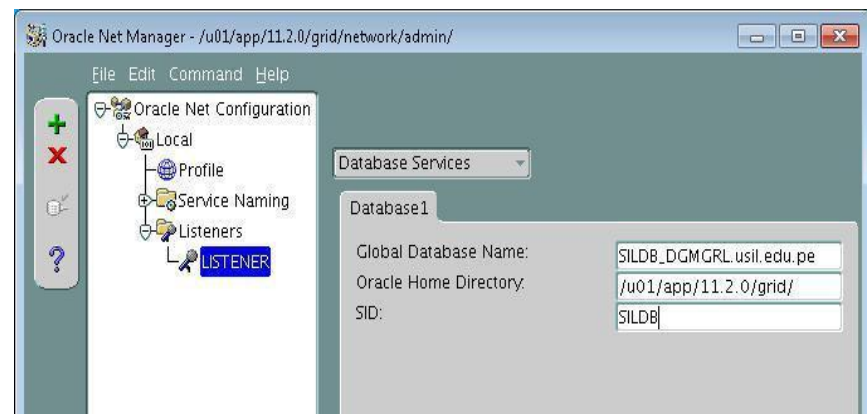 Oracle Net Manager - /u01/app/11.2.0/grid/network/admin/
File Edit Command Help
Oracle Net Configuration
Local
Profile
Service Naming
Listeners
LISTENER
Database Services
Database1
Global Database Name:
SILDB_DGMGRL.usil.edu.pe
Oracle Home Directory:
/u01/app/11.2.0/grid/
SID:
SILDB